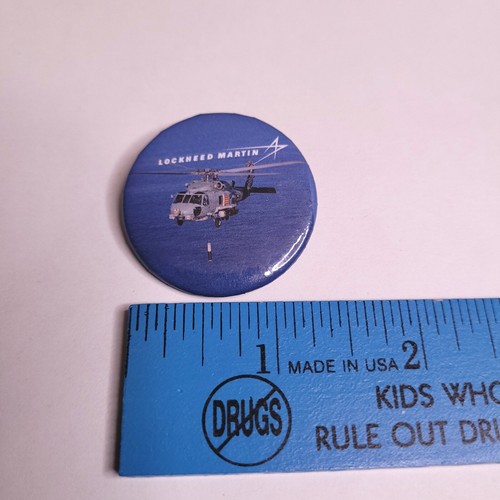 LOCKHEED MARTIN
1 MADE IN USA 2
DRUGS
KIDS WHO
RULE OUT DRU